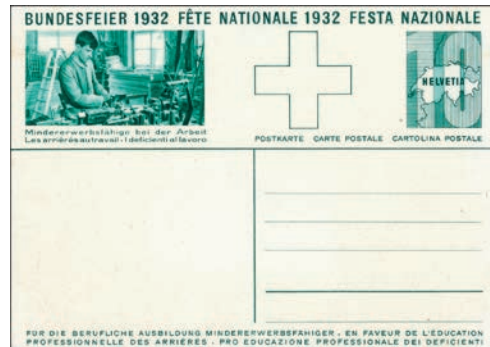 BUNDESFEIER 1932 FÊTE NATIONALE 1932 FESTA NAZIONALE
10
HELVETIA
Mindererwerbsfähige bei der Arbeit
Les arriérés au travail - I deficienti al lavoro
POSTKARTE CARTE POSTALE CARTOLINA POSTALE
FÜR DIE BERUFLICHE AUSBILDUNG MINDERERWERBSFÄHIGER . EN FAVEUR DE L'ÉDUCATION
PROFESSIONNELLE DES ARRIÉRÉS . PRO EDUCAZIONE PROFESSIONALE DEI DEFICIENTI